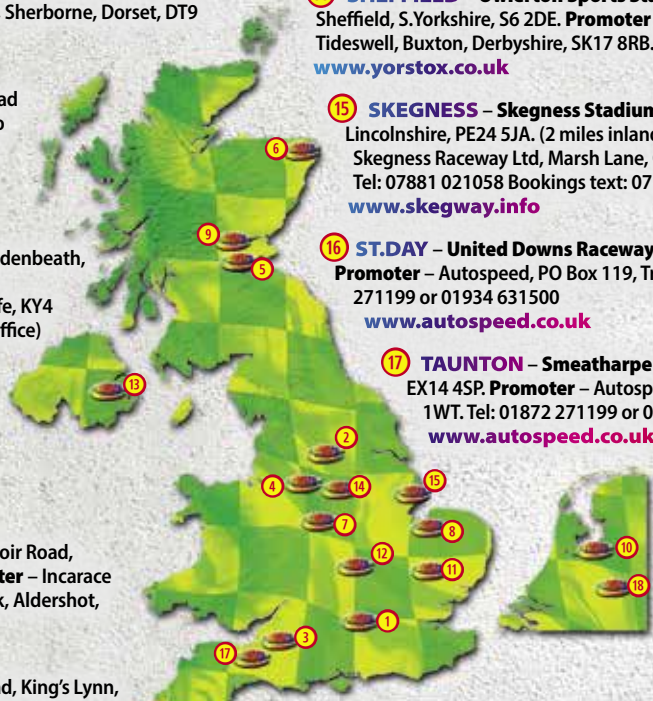 Sherborne, Dorset, DT9
ad
denbeath,
fe, KY4
ffice)
oir Road,
ter – Incarace
k, Aldershot,
d, King's Lynn,
Sheffield, S.Yorkshire, S6 2DE. Promoter
Tideswell, Buxton, Derbyshire, SK17 8RB.
www.yorstox.co.uk
15 SKEGNESS – Skegness Stadium
Lincolnshire, PE24 5JA. (2 miles inland
Skegness Raceway Ltd, Marsh Lane,
Tel: 07881 021058 Bookings text: 07
www.skegway.info
16 ST.DAY – United Downs Raceway
Promoter – Autospeed, PO Box 119, Tr
271199 or 01934 631500
www.autospeed.co.uk
17 TAUNTON – Smeatharpe
EX14 4SP. Promoter – Autosp
1WT. Tel: 01872 271199 or 0
www.autospeed.co.uk
6
9
5
13
2
4
14
15
7
8
12
11
10
18
1
3
17